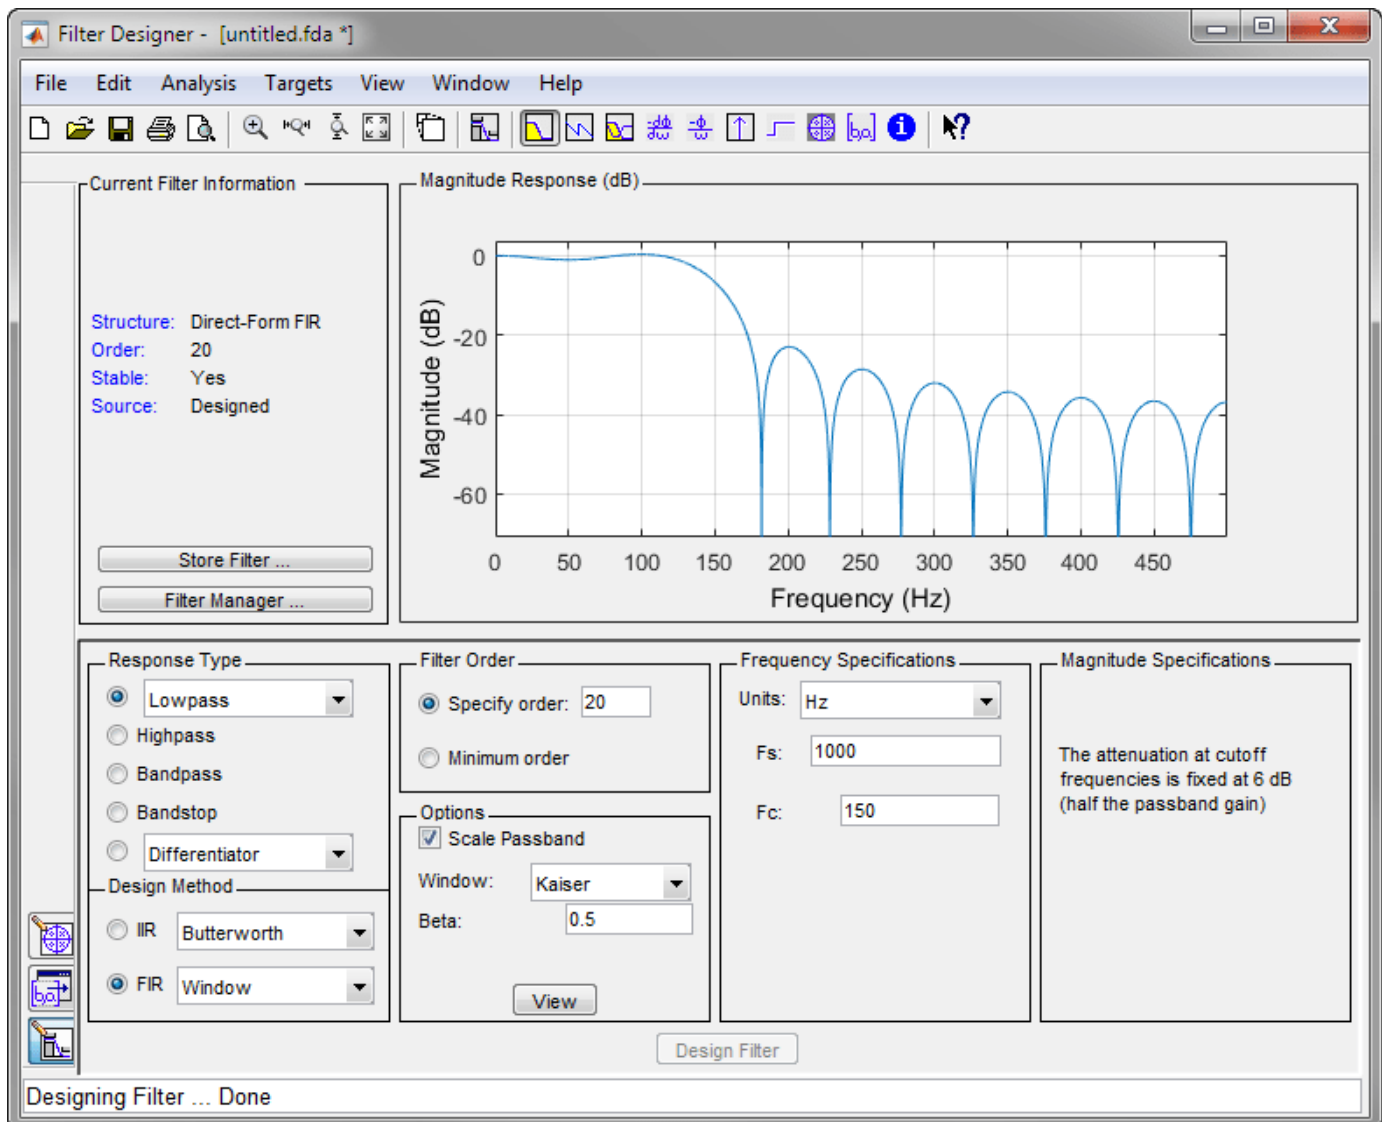 Filter Designer - [untitled.fda *]
File Edit Analysis Targets View Window Help
Current Filter Information
Structure: Direct-Form FIR
Order: 20
Stable: Yes
Source: Designed
Store Filter ...
Filter Manager ...
Magnitude Response (dB)
Magnitude (dB)
0
-20
-40
-60
0 50 100 150 200 250 300 350 400 450
Frequency (Hz)
Response Type
Lowpass
Highpass
Bandpass
Bandstop
Differentiator
Design Method
IIR Butterworth
FIR Window
Filter Order
Specify order: 20
Minimum order
Options
Scale Passband
Window: Kaiser
Beta: 0.5
View
Frequency Specifications
Units: Hz
Fs: 1000
Fc: 150
Magnitude Specifications
The attenuation at cutoff
frequencies is fixed at 6 dB
(half the passband gain)
Design Filter
Designing Filter ... Done